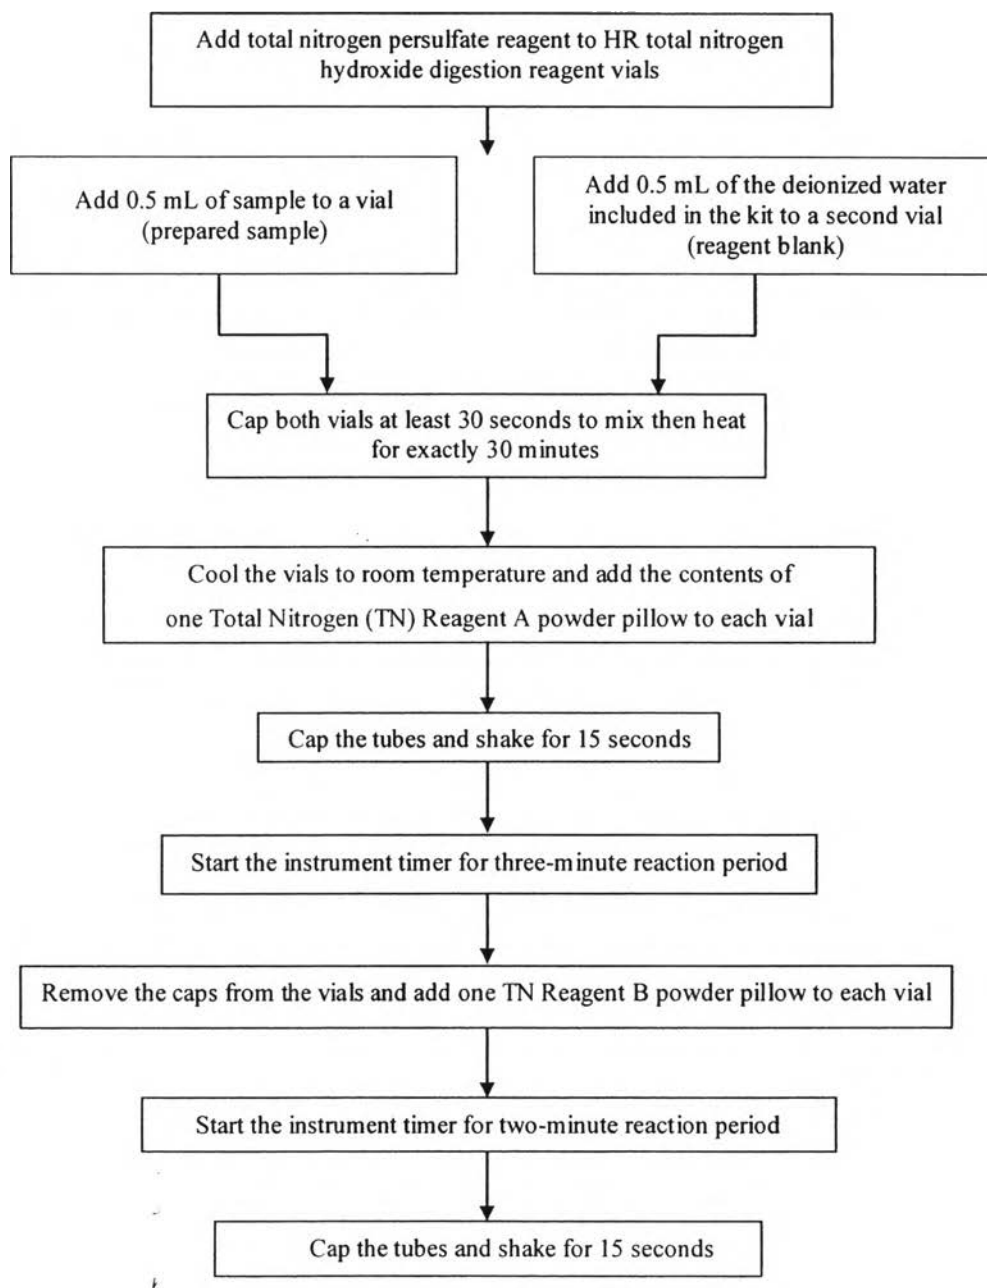 Add total nitrogen persulfate reagent to HR total nitrogen
hydroxide digestion reagent vials
Add 0.5 mL of sample to a vial
(prepared sample)
Add 0.5 mL of the deionized water
included in the kit to a second vial
(reagent blank)
Cap both vials at least 30 seconds to mix then heat
for exactly 30 minutes
Cool the vials to room temperature and add the contents of
one Total Nitrogen (TN) Reagent A powder pillow to each vial
Cap the tubes and shake for 15 seconds
Start the instrument timer for three-minute reaction period
Remove the caps from the vials and add one TN Reagent B powder pillow to each vial
Start the instrument timer for two-minute reaction period
Cap the tubes and shake for 15 seconds